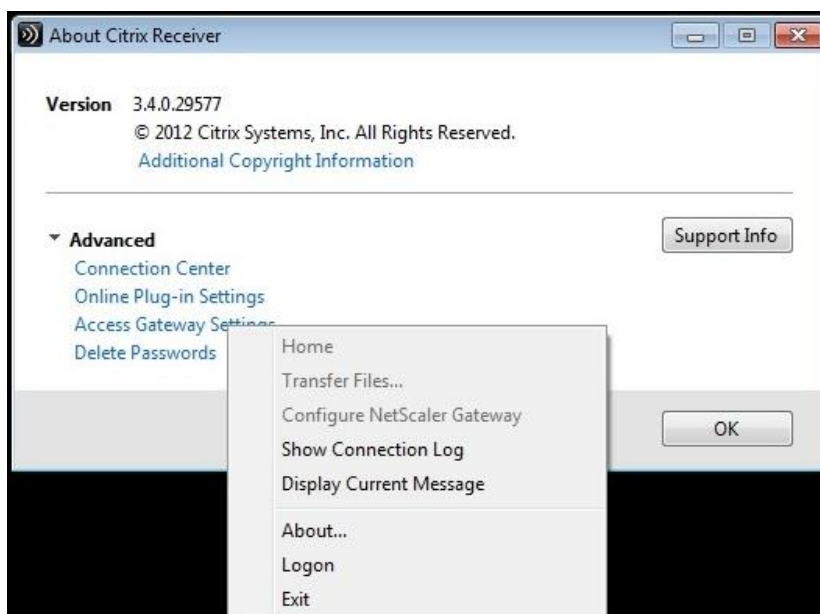 About Citrix Receiver
Version 3.4.0.29577
© 2012 Citrix Systems, Inc. All Rights Reserved.
Additional Copyright Information
Advanced
Support Info
Connection Center
Online Plug-in Settings
Access Gateway Settings
Delete Passwords
Home
Transfer Files...
Configure NetScaler Gateway
OK
Show Connection Log
Display Current Message
About...
Logon
Exit